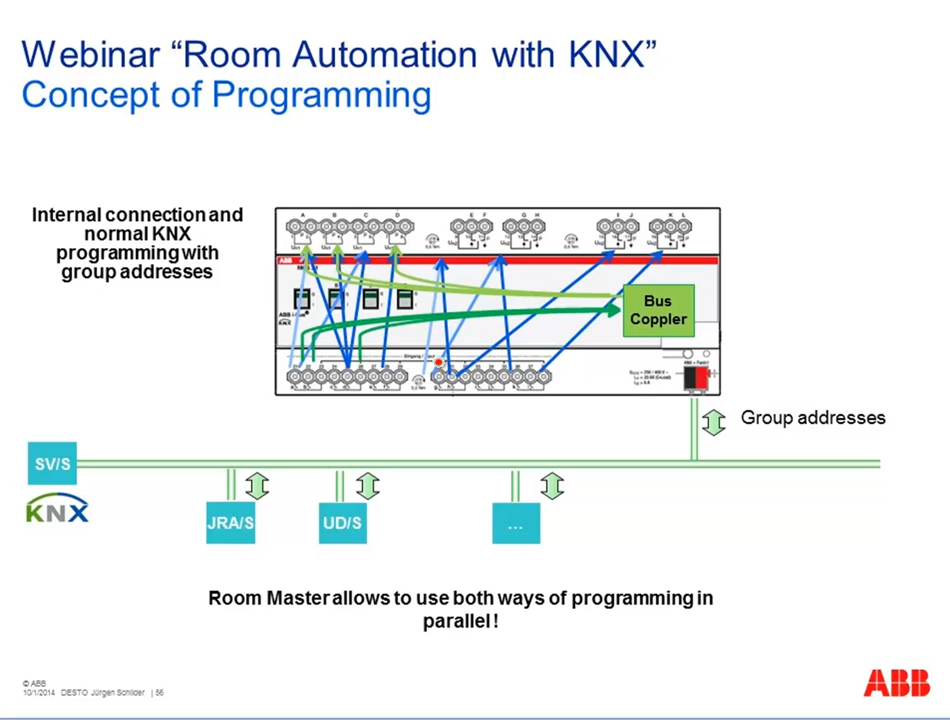 Webinar “Room Automation with KNX”
Concept of Programming
Internal connection and
normal KNX
programming with
group addresses
A B C D E F G H I J K L
ABB
Bus
Coppler
KNX
Group addresses
SV/S
KNX
JRA/S
UD/S
...
Room Master allows to use both ways of programming in
parallel !
© ABB
10/1/2014 DESTO Jürgen Schilder | 56
ABB